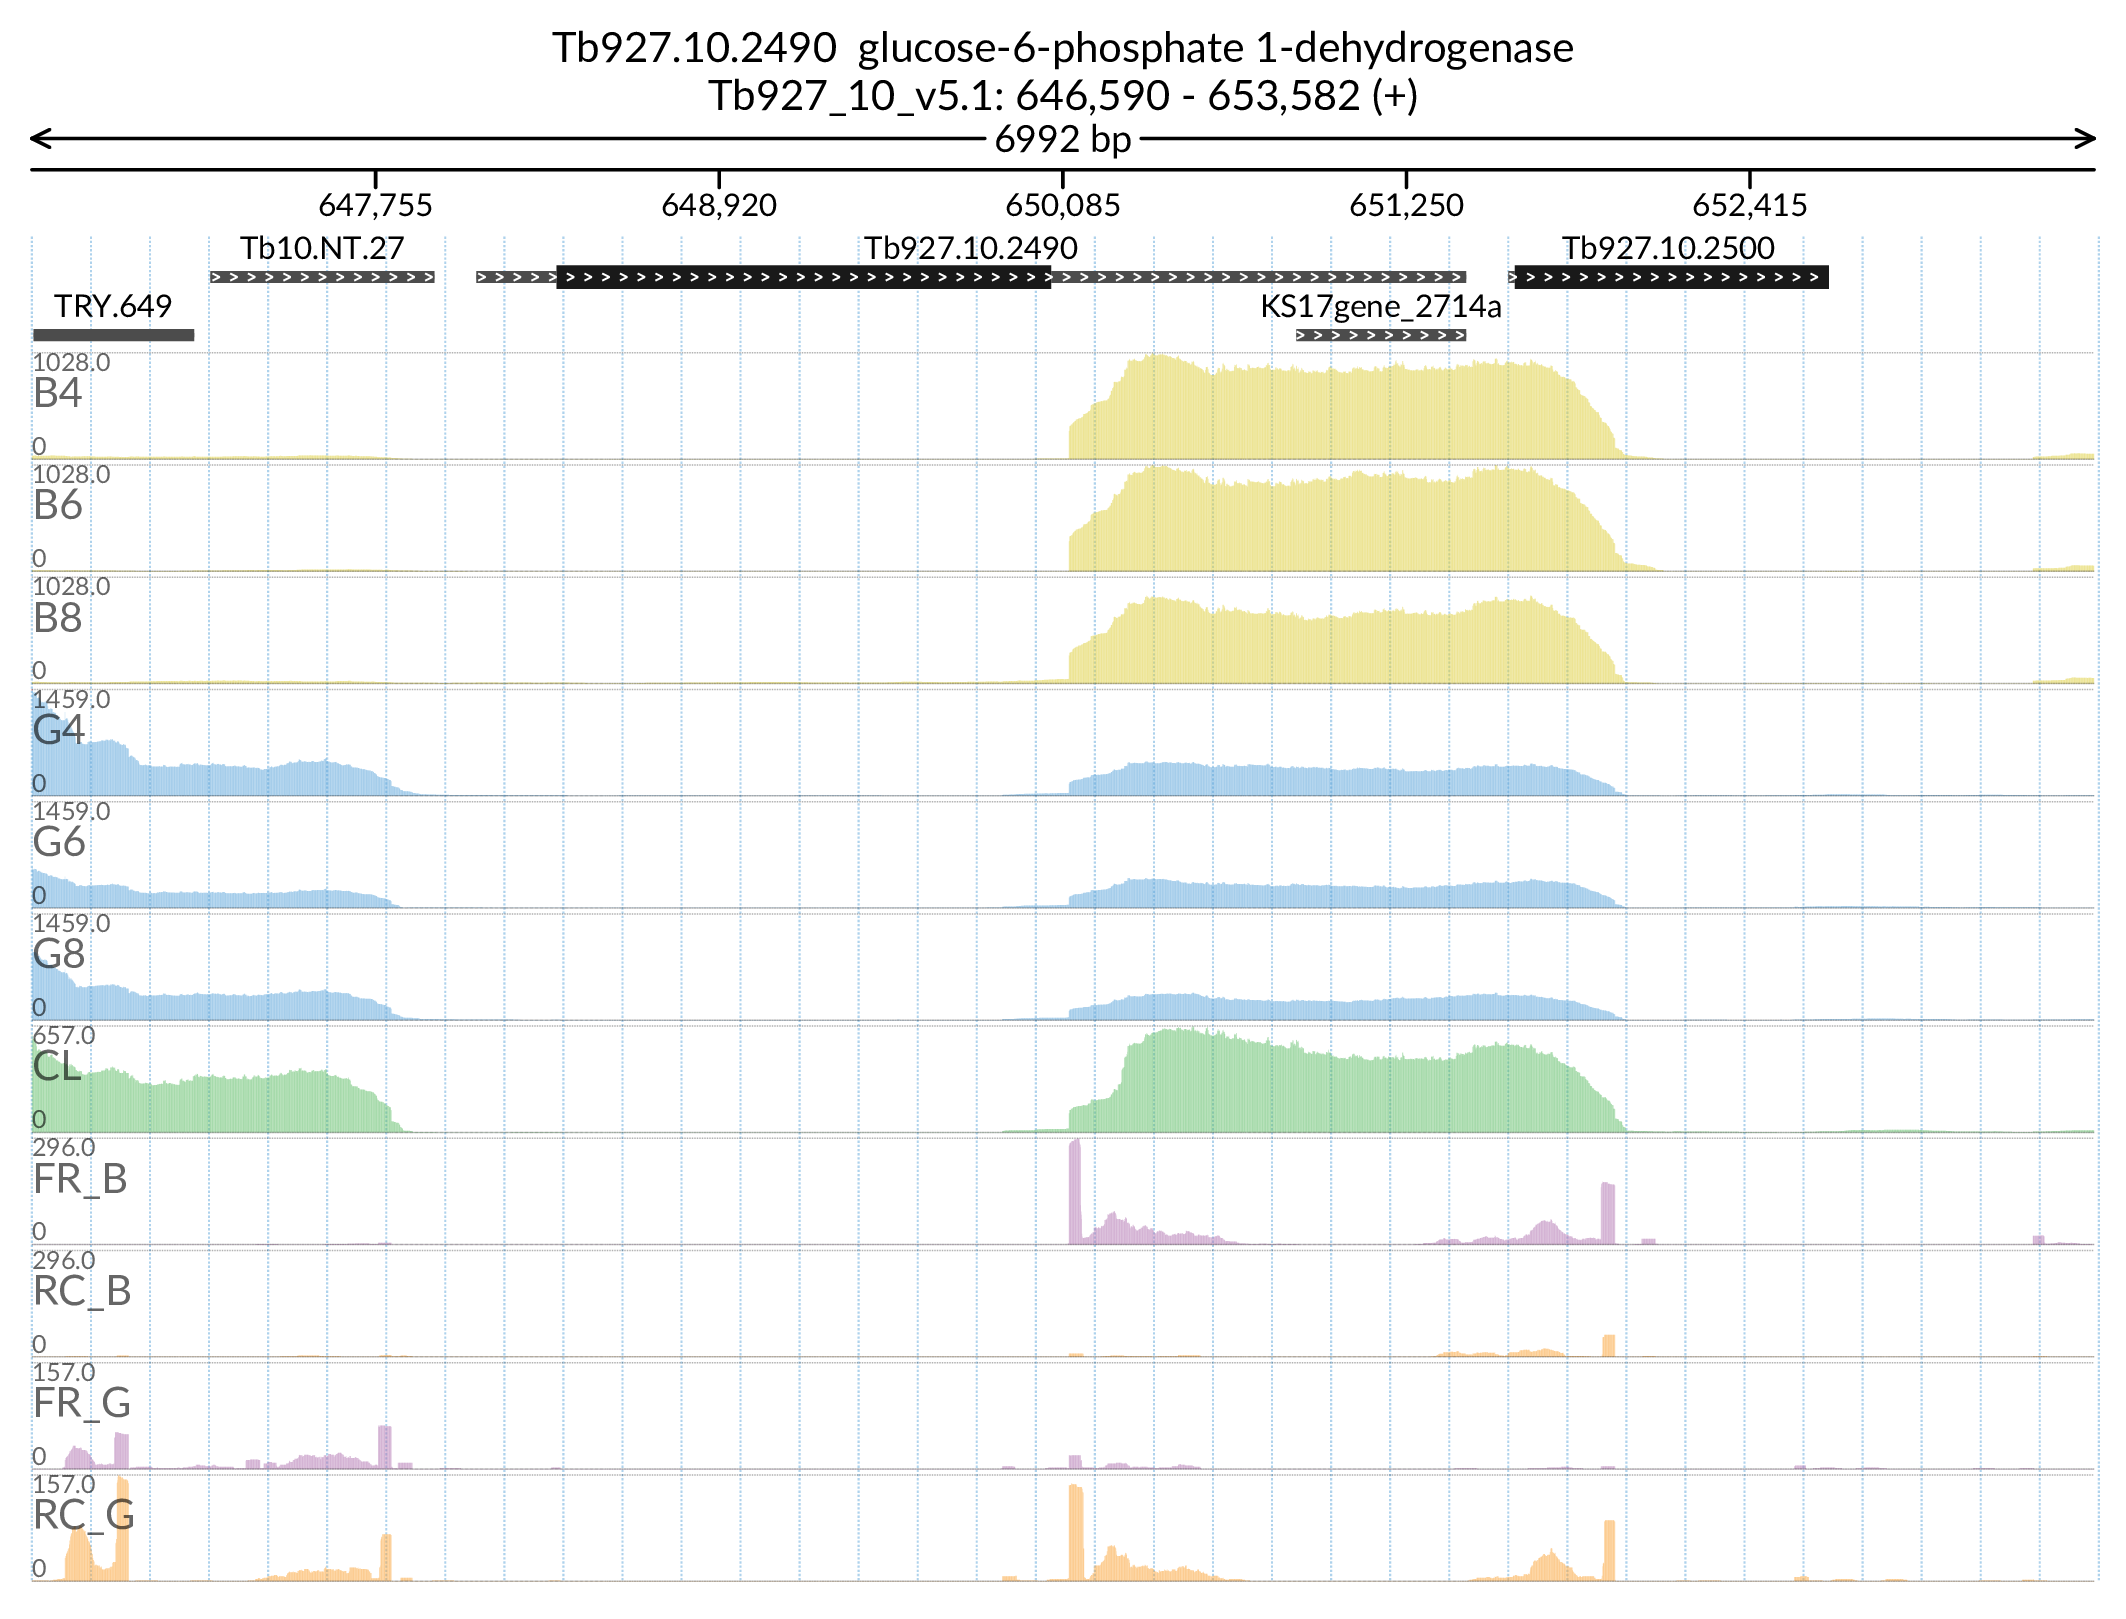 Tb927.10.2490  glucose-6-phosphate 1-dehydrogenase
Tb927_10_v5.1: 646,590 - 653,582 (+)
6992 bp
647,755 648,920 650,085 651,250 652,415
Tb10.NT.27 Tb927.10.2490 Tb927.10.2500
TRY.649 KS17gene_2714a
1028.0
B4
0
1028.0
B6
0
1028.0
B8
0
1459.0
G4
0
1459.0
G6
0
1459.0
G8
0
657.0
CL
0
296.0
FR_B
0
296.0
RC_B
0
157.0
FR_G
0
157.0
RC_G
0